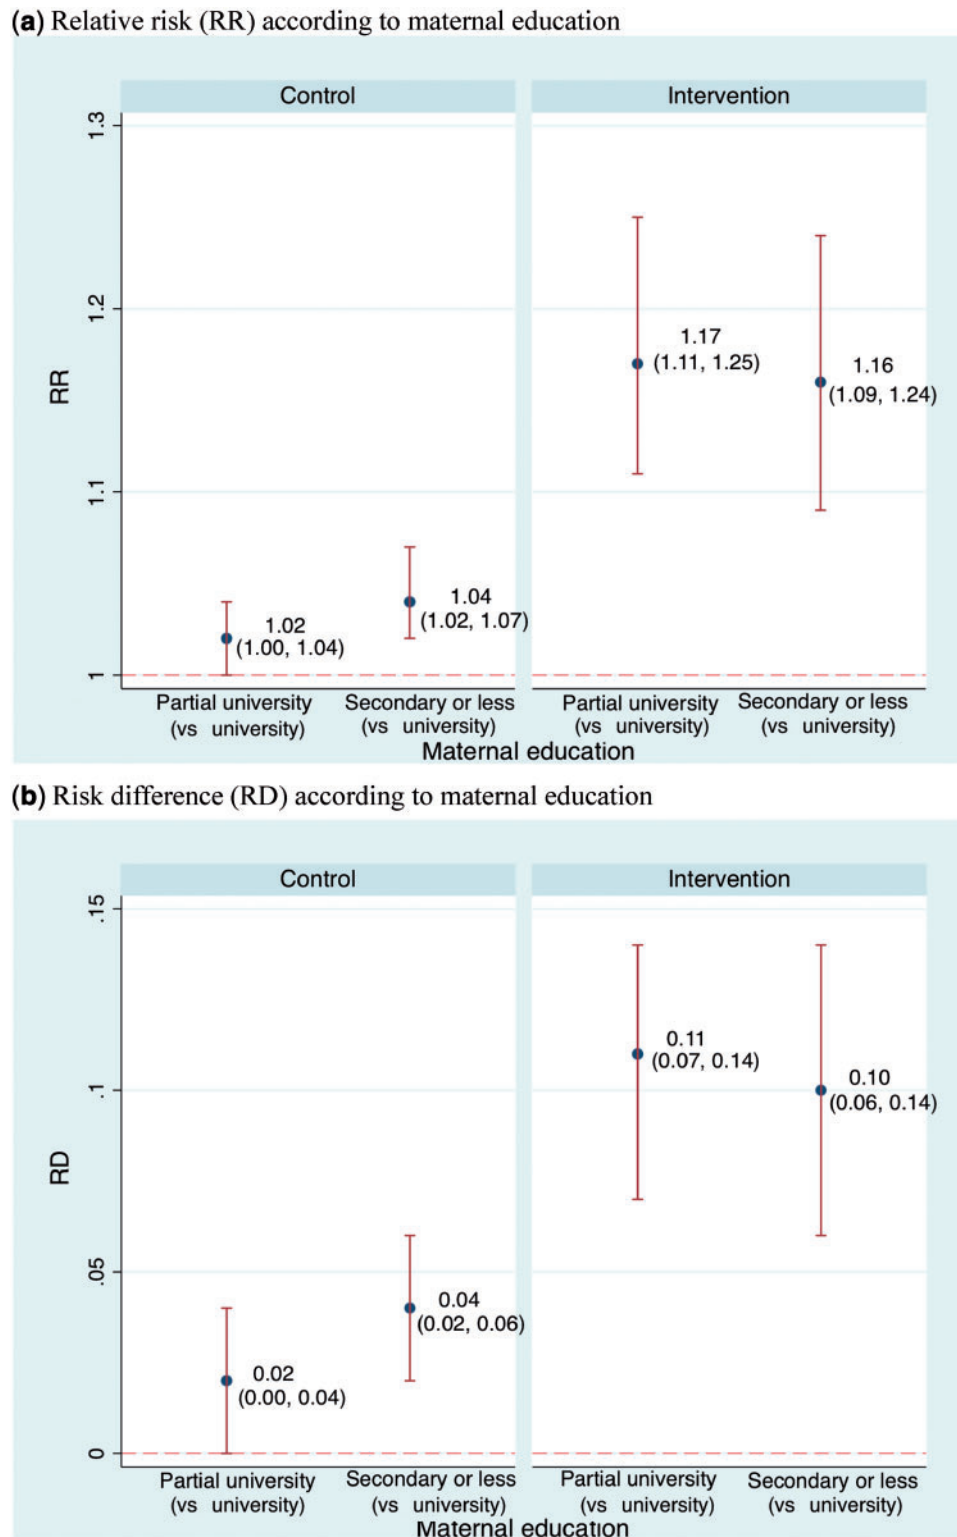 (a) Relative risk (RR) according to maternal education
Control
Intervention
1.3
1.2
1.1
1
RR
1.02
(1.00, 1.04)
1.04
(1.02, 1.07)
1.17
(1.11, 1.25)
1.16
(1.09, 1.24)
Partial university
(vs university)
Secondary or less
(vs university)
Partial university
(vs university)
Secondary or less
(vs university)
Maternal education
(b) Risk difference (RD) according to maternal education
Control
Intervention
.15
.1
.05
0
RD
0.02
(0.00, 0.04)
0.04
(0.02, 0.06)
0.11
(0.07, 0.14)
0.10
(0.06, 0.14)
Partial university
(vs university)
Secondary or less
(vs university)
Partial university
(vs university)
Secondary or less
(vs university)
Maternal education